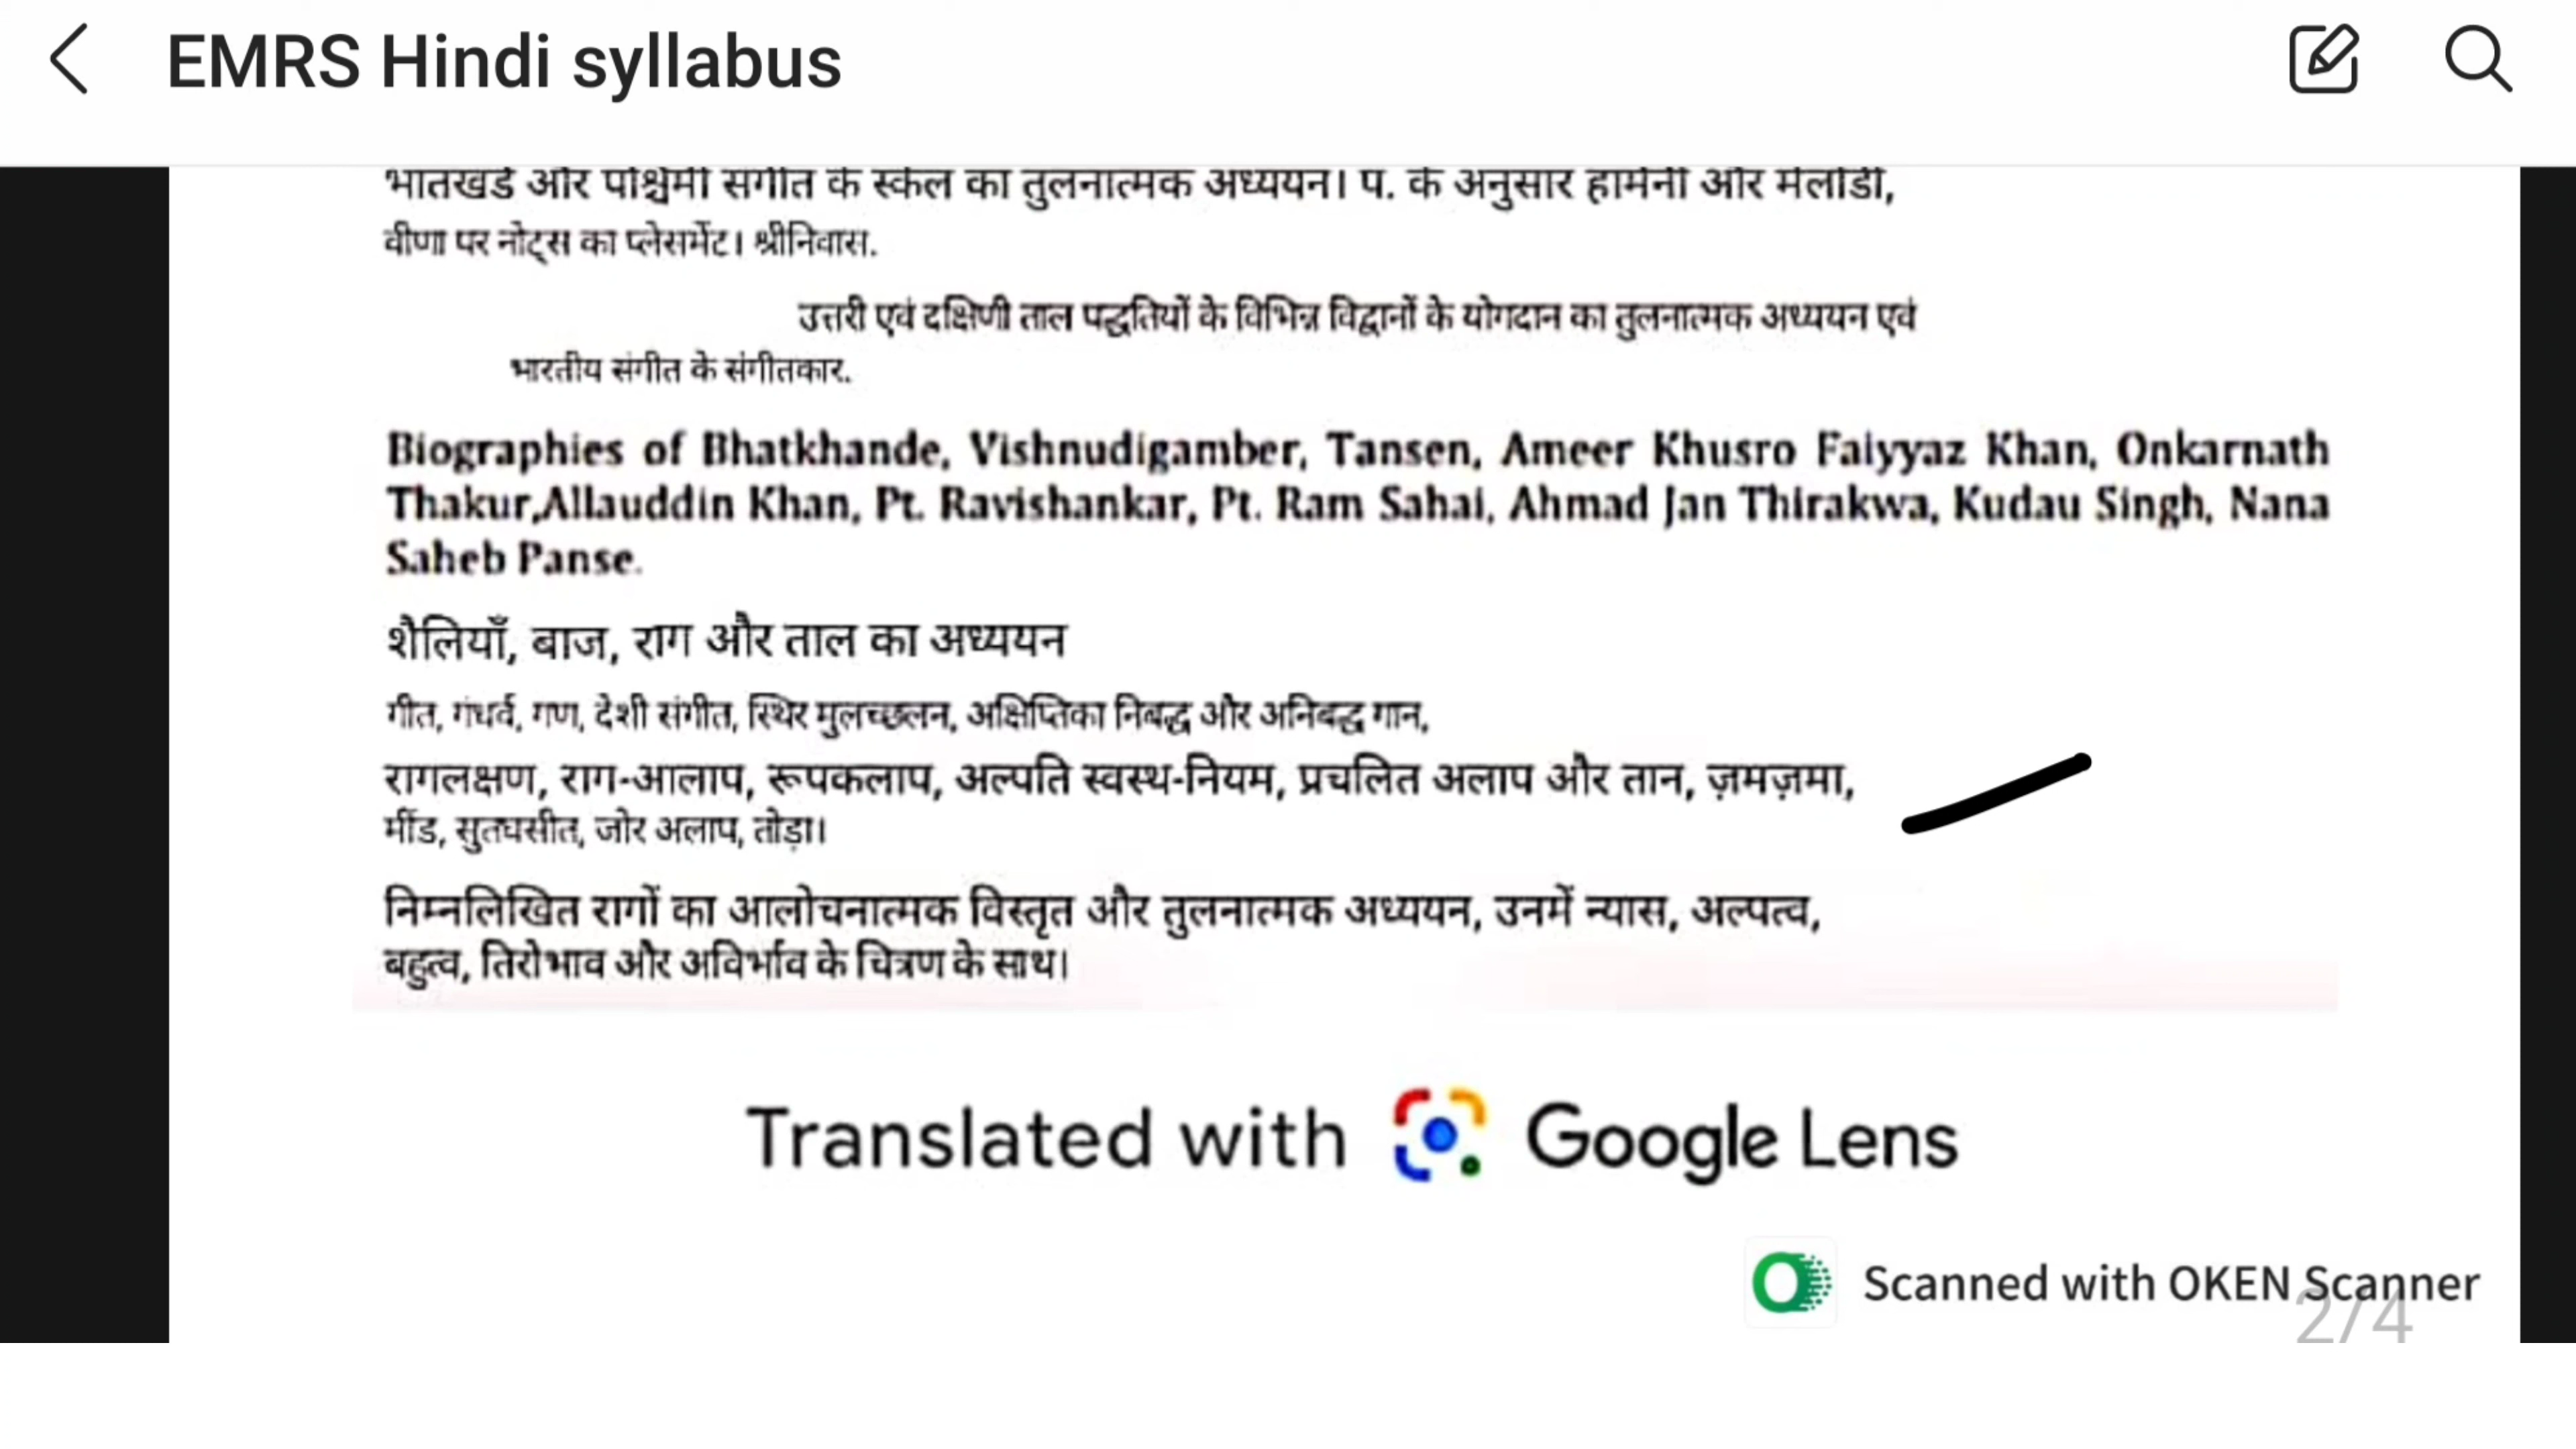 EMRS Hindi syllabus
भातखंडे और पश्चिमी संगीत के स्केल का तुलनात्मक अध्ययन। पं. के अनुसार हार्मनी और मेलोडी,
वीणा पर नोट्स का प्लेसमेंट। श्रीनिवास.
उत्तरी एवं दक्षिणी ताल पद्धतियों के विभिन्न विद्वानों के योगदान का तुलनात्मक अध्ययन एवं
भारतीय संगीत के संगीतकार.
Biographies of Bhatkhande, Vishnudigamber, Tansen, Ameer Khusro Faiyyaz Khan, Onkarnath
Thakur,Allauddin Khan, Pt. Ravishankar, Pt. Ram Sahai, Ahmad Jan Thirakwa, Kudau Singh, Nana
Saheb Panse.
शैलियाँ, बाज, राग और ताल का अध्ययन
गीत, गंधर्व, गण, देशी संगीत, स्थिर मुलच्छलन, अक्षिप्तिका निबद्ध और अनिबद्ध गान,
रागलक्षण, राग-आलाप, रूपकलाप, अल्पति स्वस्थ-नियम, प्रचलित अलाप और तान, ज़मज़मा,
मींड, सुतघसीत, जोर अलाप, तोड़ा।
निम्नलिखित रागों का आलोचनात्मक विस्तृत और तुलनात्मक अध्ययन, उनमें न्यास, अल्पत्व,
बहुत्व, तिरोभाव और अविर्भाव के चित्रण के साथ।
Translated with Google Lens
Scanned with OKEN Scanner
2/4